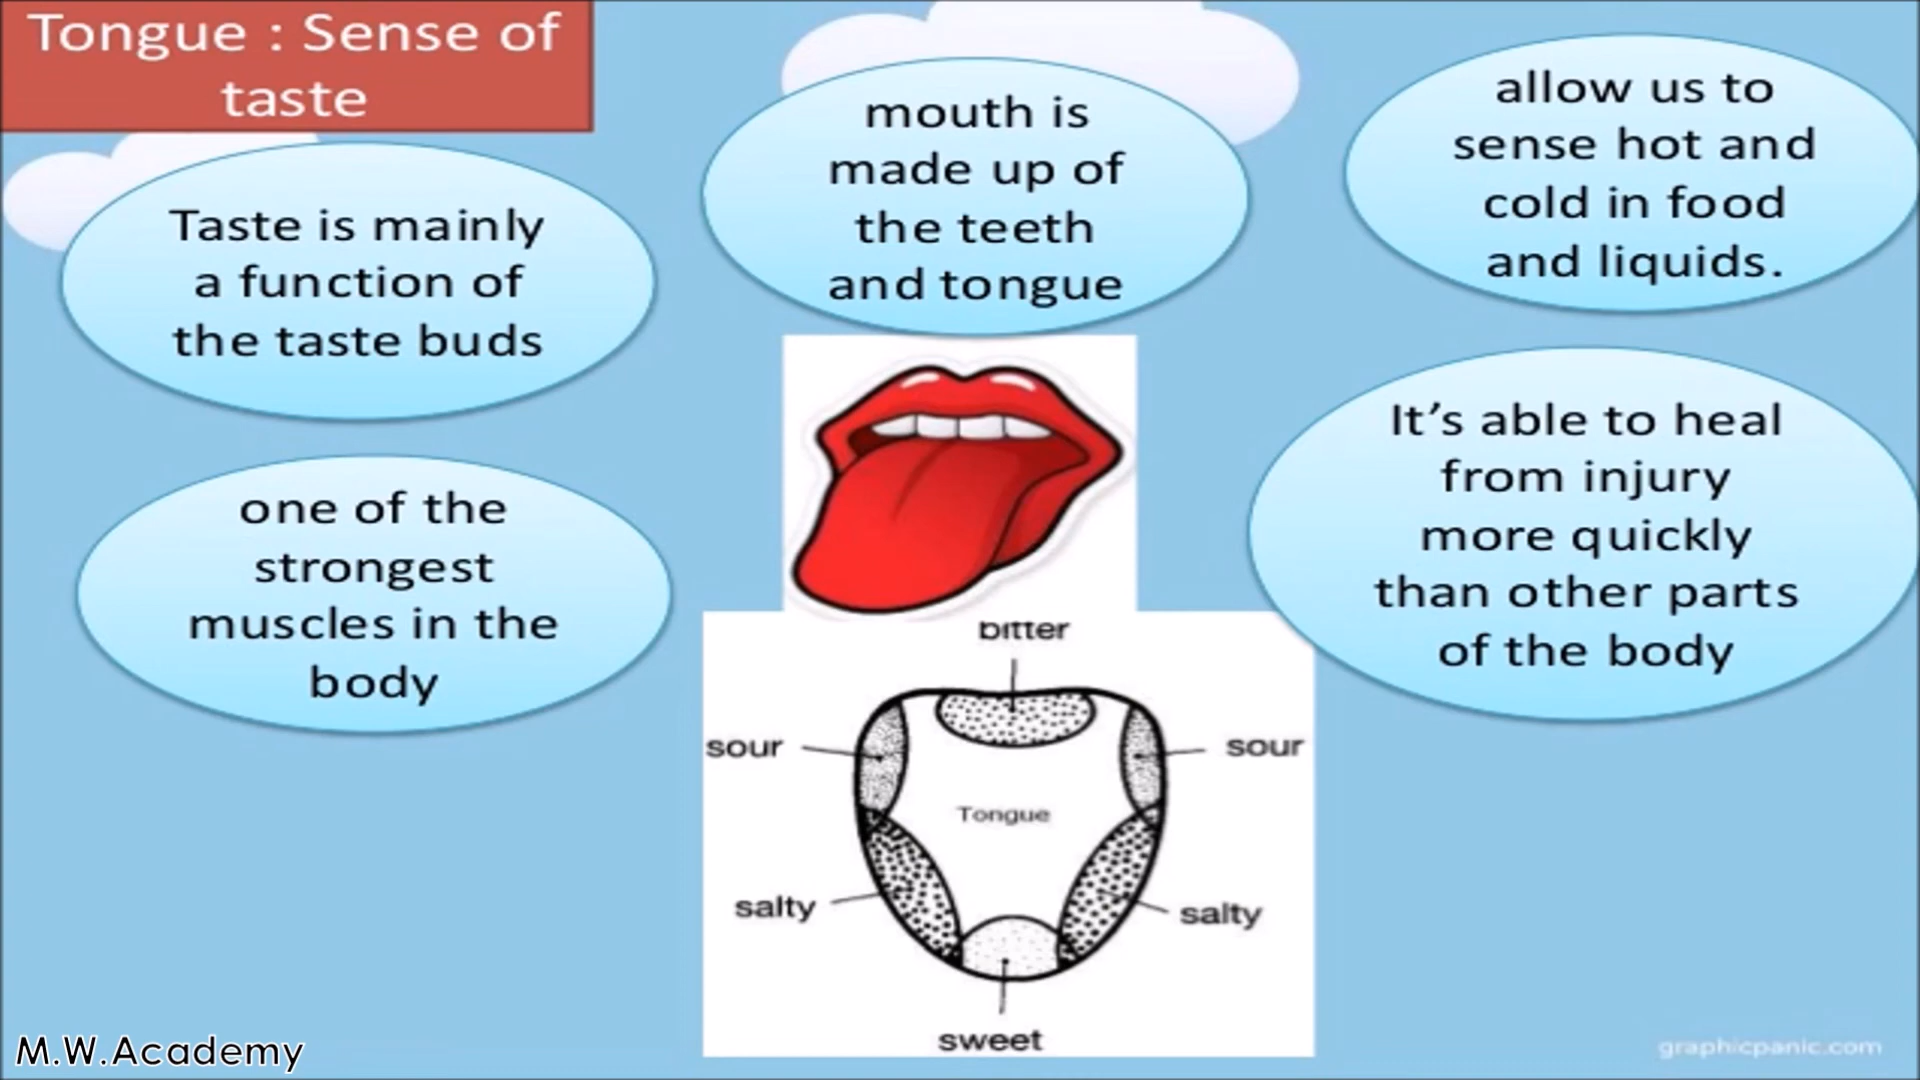 Tongue : Sense of
taste
Taste is mainly
a function of
the taste buds
mouth is
made up of
the teeth
and tongue
allow us to
sense hot and
cold in food
and liquids.
one of the
strongest
muscles in the
body
It’s able to heal
from injury
more quickly
than other parts
of the body
bitter
sour
sour
Tongue
salty
salty
sweet
M.W.Academy
graphicpanic.com